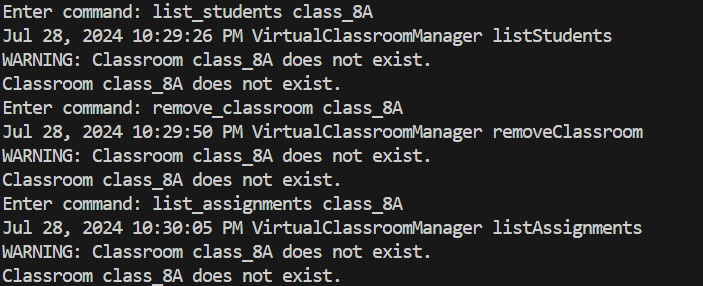 Enter command: list_students class_8A
Jul 28, 2024 10:29:26 PM VirtualClassroomManager listStudents
WARNING: Classroom class_8A does not exist.
Classroom class_8A does not exist.
Enter command: remove_classroom class_8A
Jul 28, 2024 10:29:50 PM VirtualClassroomManager removeClassroom
WARNING: Classroom class_8A does not exist.
Classroom class_8A does not exist.
Enter command: list_assignments class_8A
Jul 28, 2024 10:30:05 PM VirtualClassroomManager listAssignments
WARNING: Classroom class_8A does not exist.
Classroom class_8A does not exist.